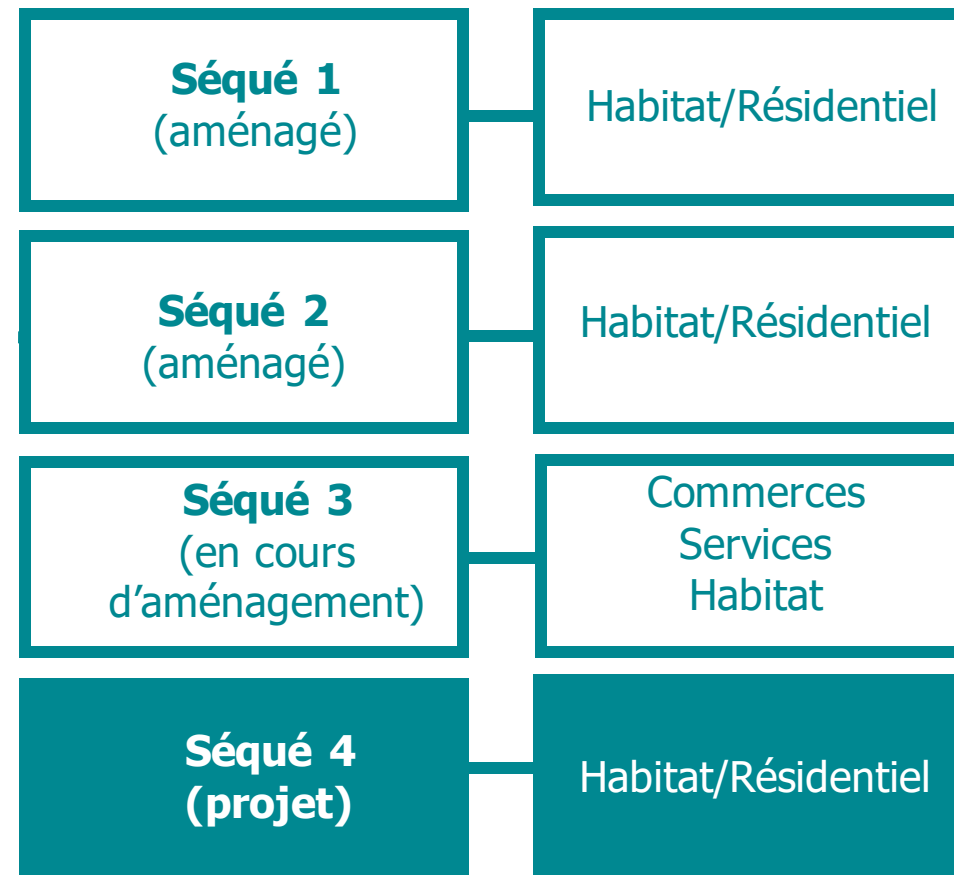 Séqué 1
(aménagé)
Habitat/Résidentiel
Séqué 2
(aménagé)
Habitat/Résidentiel
Séqué 3
(en cours
d’aménagement)
Commerces
Services
Habitat
Séqué 4
(projet)
Habitat/Résidentiel